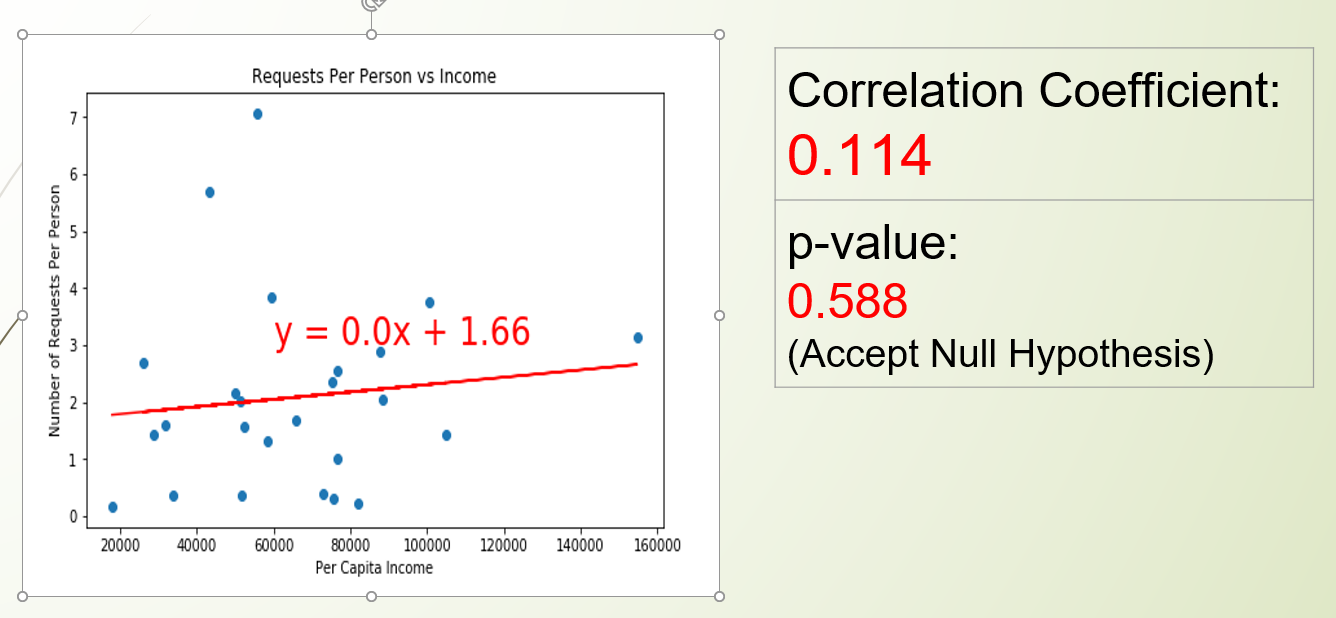 Requests Per Person vs Income
Number of Requests Per Person
7
6
5
4
3
2
1
0
y = 0.0x + 1.66
20000 40000 60000 80000 100000 120000 140000 160000
Per Capita Income
Correlation Coefficient:
0.114
p-value:
0.588
(Accept Null Hypothesis)